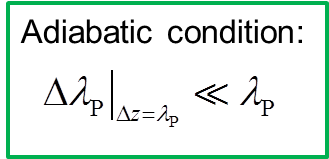 Adiabatic condition:
Δλ_P|_{Δz=λ_P} ≪ λ_P